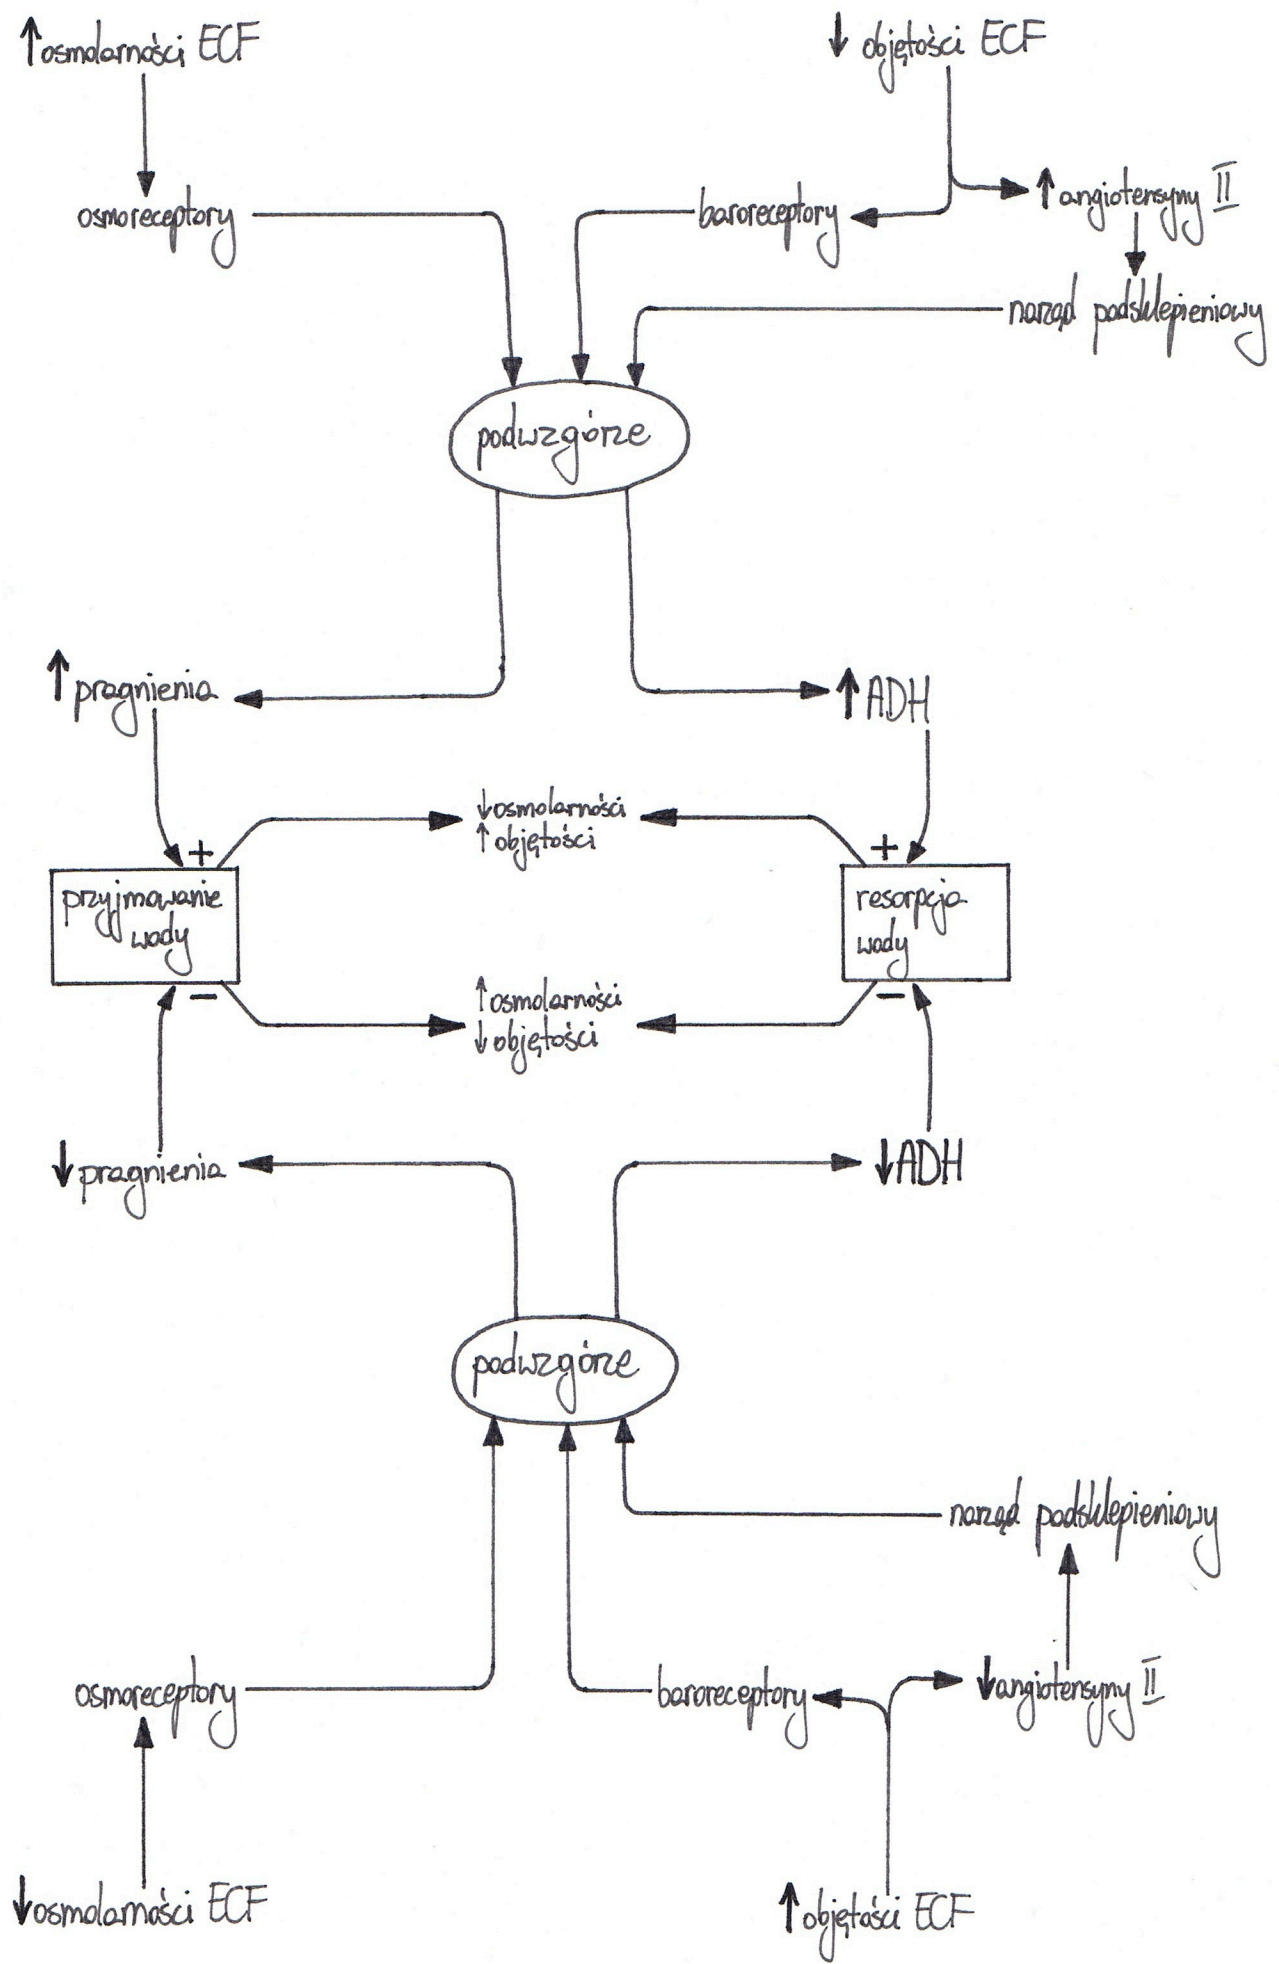 ↑osmolarności ECF
↓ objętości ECF
osmoreceptory
baroreceptory
↑angiotensyny II
narząd podsklepieniowy
podwzgórze
↑pragnienia
↑ADH
↓osmolarności
↑objętości
+
+
przyjmowanie
wody
resorpcja
wody
−
−
↑osmolarności
↓objętości
↓pragnienia
↓ADH
podwzgórze
narząd podsklepieniowy
osmoreceptory
baroreceptory
↓angiotensyny II
↓osmolarności ECF
↑objętości ECF